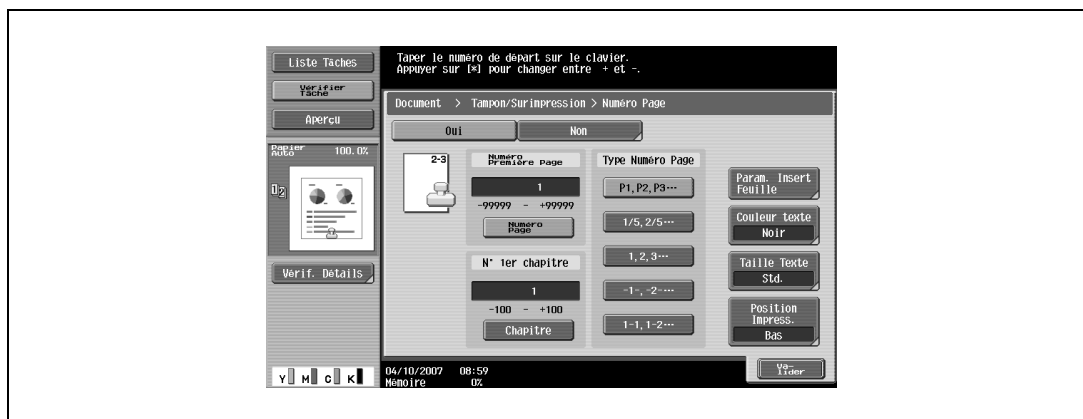 Liste Tâches
Vérifier
Tâche
Aperçu
Papier
Auto 100.0%
Vérif. Détails
Y M C K
Taper le numéro de départ sur le clavier.
Appuyer sur [*] pour changer entre + et -.
Document > Tampon/Surimpression > Numéro Page
Oui Non
2-3
Numéro
Première Page
1
-99999 - +99999
Numéro
Page
N° 1er chapitre
1
-100 - +100
Chapitre
Type Numéro Page
P1, P2, P3⋯
1/5, 2/5⋯
1, 2, 3⋯
-1-, -2-⋯
1-1, 1-2⋯
Param. Insert
Feuille
Couleur texte
Noir
Taille Texte
Std.
Position
Impress.
Bas
04/10/2007 08:59
Mémoire 0%
Va-
lider